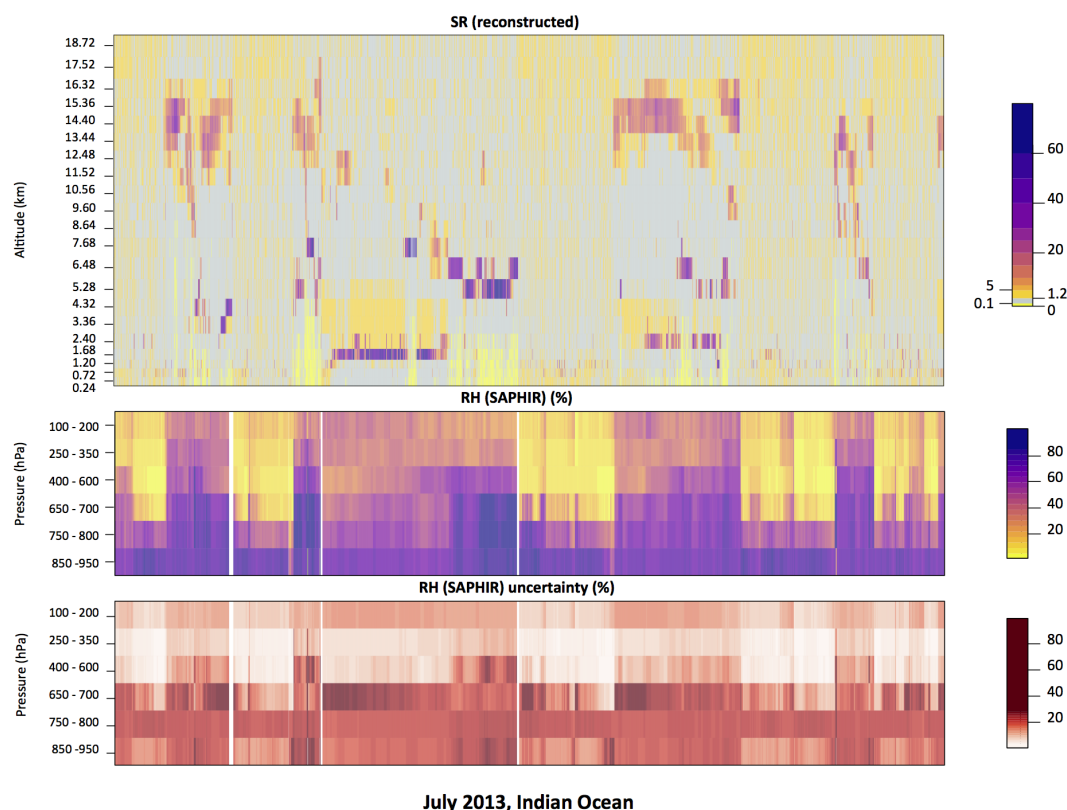 SR (reconstructed)
Altitude (km)
18.72
17.52
16.32
15.36
14.40
13.44
12.48
11.52
10.56
9.60
8.64
7.68
6.48
5.28
4.32
3.36
2.40
1.68
1.20
0.72
0.24
60
40
20
5
1.2
0.1
0
RH (SAPHIR) (%)
Pressure (hPa)
100 - 200
250 - 350
400 - 600
650 - 700
750 - 800
850 -950
80
60
40
20
RH (SAPHIR) uncertainty (%)
Pressure (hPa)
100 - 200
250 - 350
400 - 600
650 - 700
750 - 800
850 -950
80
60
40
20
July 2013, Indian Ocean